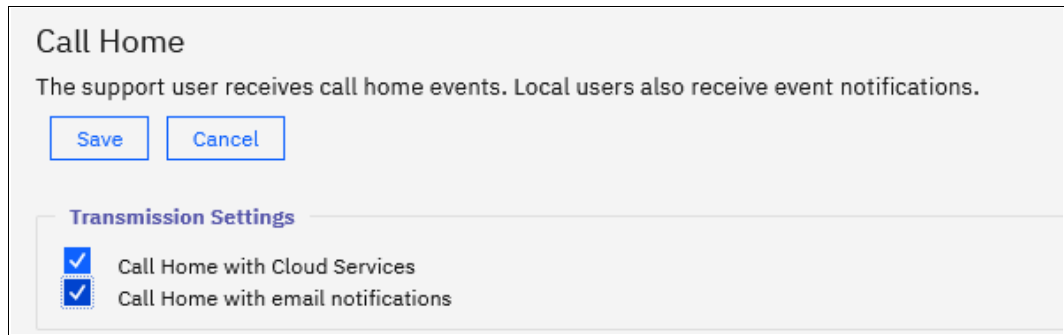 Call Home
The support user receives call home events. Local users also receive event notifications.
Save Cancel
Transmission Settings
Call Home with Cloud Services
Call Home with email notifications